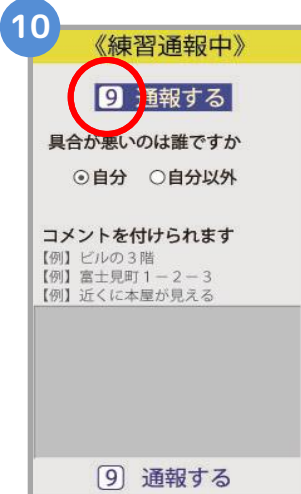 10
《練習通報中》
9 通報する
具合が悪いのは誰ですか
◉自分 ○自分以外
コメントを付けられます
【例】ビルの3階
【例】富士見町1－2－3
【例】近くに本屋が見える
9 通報する